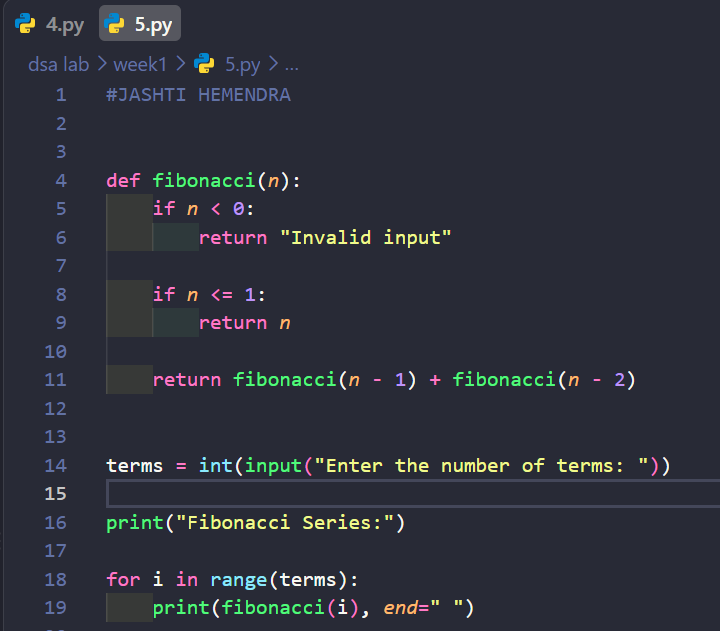 4.py 5.py
dsa lab > week1 > 5.py > ...
1 #JASHTI HEMENDRA
2
3
4 def fibonacci(n):
5     if n < 0:
6         return "Invalid input"
7
8     if n <= 1:
9         return n
10
11     return fibonacci(n - 1) + fibonacci(n - 2)
12
13
14 terms = int(input("Enter the number of terms: "))
15
16 print("Fibonacci Series:")
17
18 for i in range(terms):
19     print(fibonacci(i), end=" ")